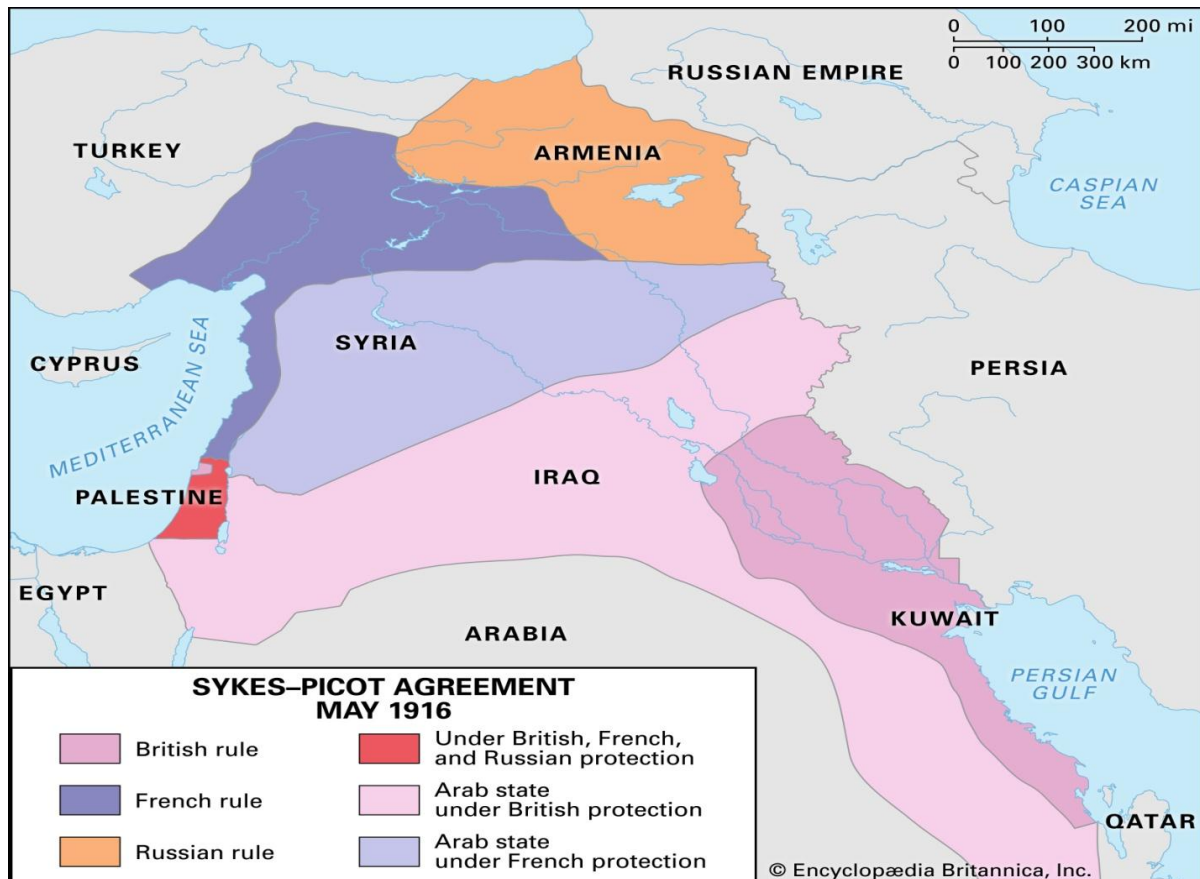 0 100 200 mi
0 100 200 300 km
RUSSIAN EMPIRE
TURKEY
ARMENIA
CASPIAN
SEA
SYRIA
CYPRUS
MEDITERRANEAN SEA
PERSIA
IRAQ
PALESTINE
EGYPT
KUWAIT
ARABIA
PERSIAN
GULF
QATAR
SYKES–PICOT AGREEMENT
MAY 1916
British rule
French rule
Russian rule
Under British, French,
and Russian protection
Arab state
under British protection
Arab state
under French protection
© Encyclopædia Britannica, Inc.